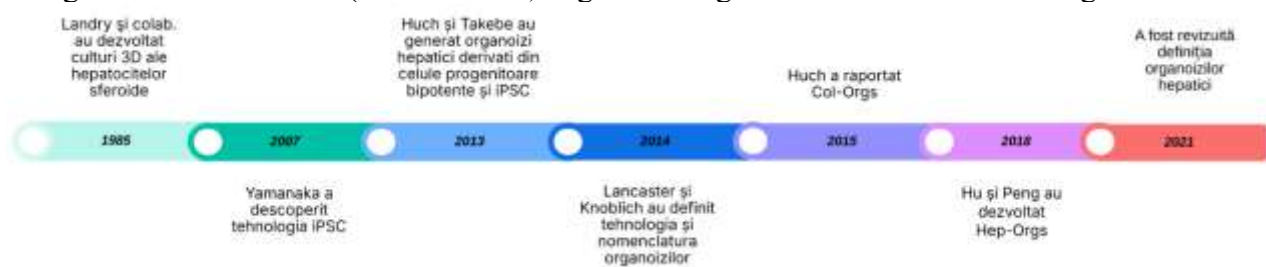 Landry și colab.
au dezvoltat
culturi 3D ale
hepatocitelor
sferoide
Huch și Takebe au
generat organoizi
hepatici derivati din
celule progenitoare
bipotente și iPSC
Huch a raportat
Col-Orgs
A fost revizuită
definiția
organoizilor
hepatici
1985
2007
2013
2014
2015
2018
2021
Yamanaka a
descoperit
tehnologia iPSC
Lancaster și
Knoblich au definit
tehnologia și
nomenclatura
organoizilor
Hu și Peng au
dezvoltat
Hep-Orgs